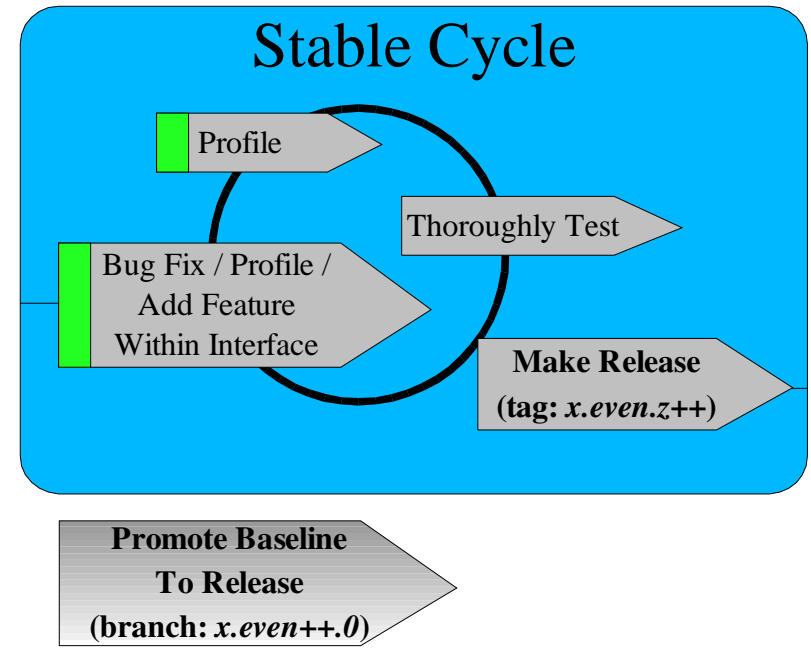 Stable Cycle
Profile
Thoroughly Test
Bug Fix / Profile /
Add Feature
Within Interface
Make Release
(tag: x.even.z++)
Promote Baseline
To Release
(branch: x.even++.0)